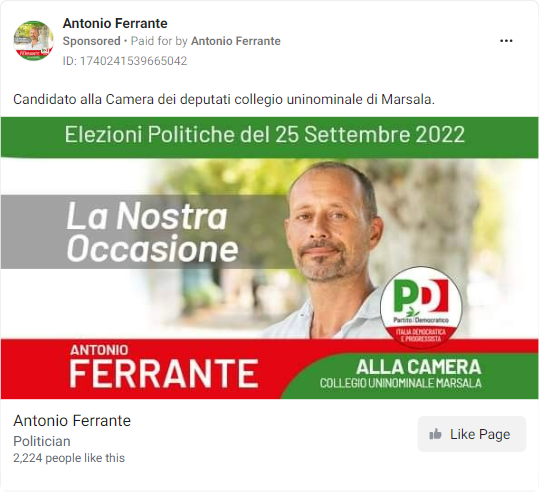 Antonio Ferrante
Sponsored • Paid for by Antonio Ferrante
ID: 1740241539665042
Candidato alla Camera dei deputati collegio uninominale di Marsala.
Elezioni Politiche del 25 Settembre 2022
La Nostra
Occasione
PD
Partito Democratico
ITALIA DEMOCRATICA
E PROGRESSISTA
ANTONIO
FERRANTE
ALLA CAMERA
COLLEGIO UNINOMINALE MARSALA
Antonio Ferrante
Politician
2,224 people like this
Like Page